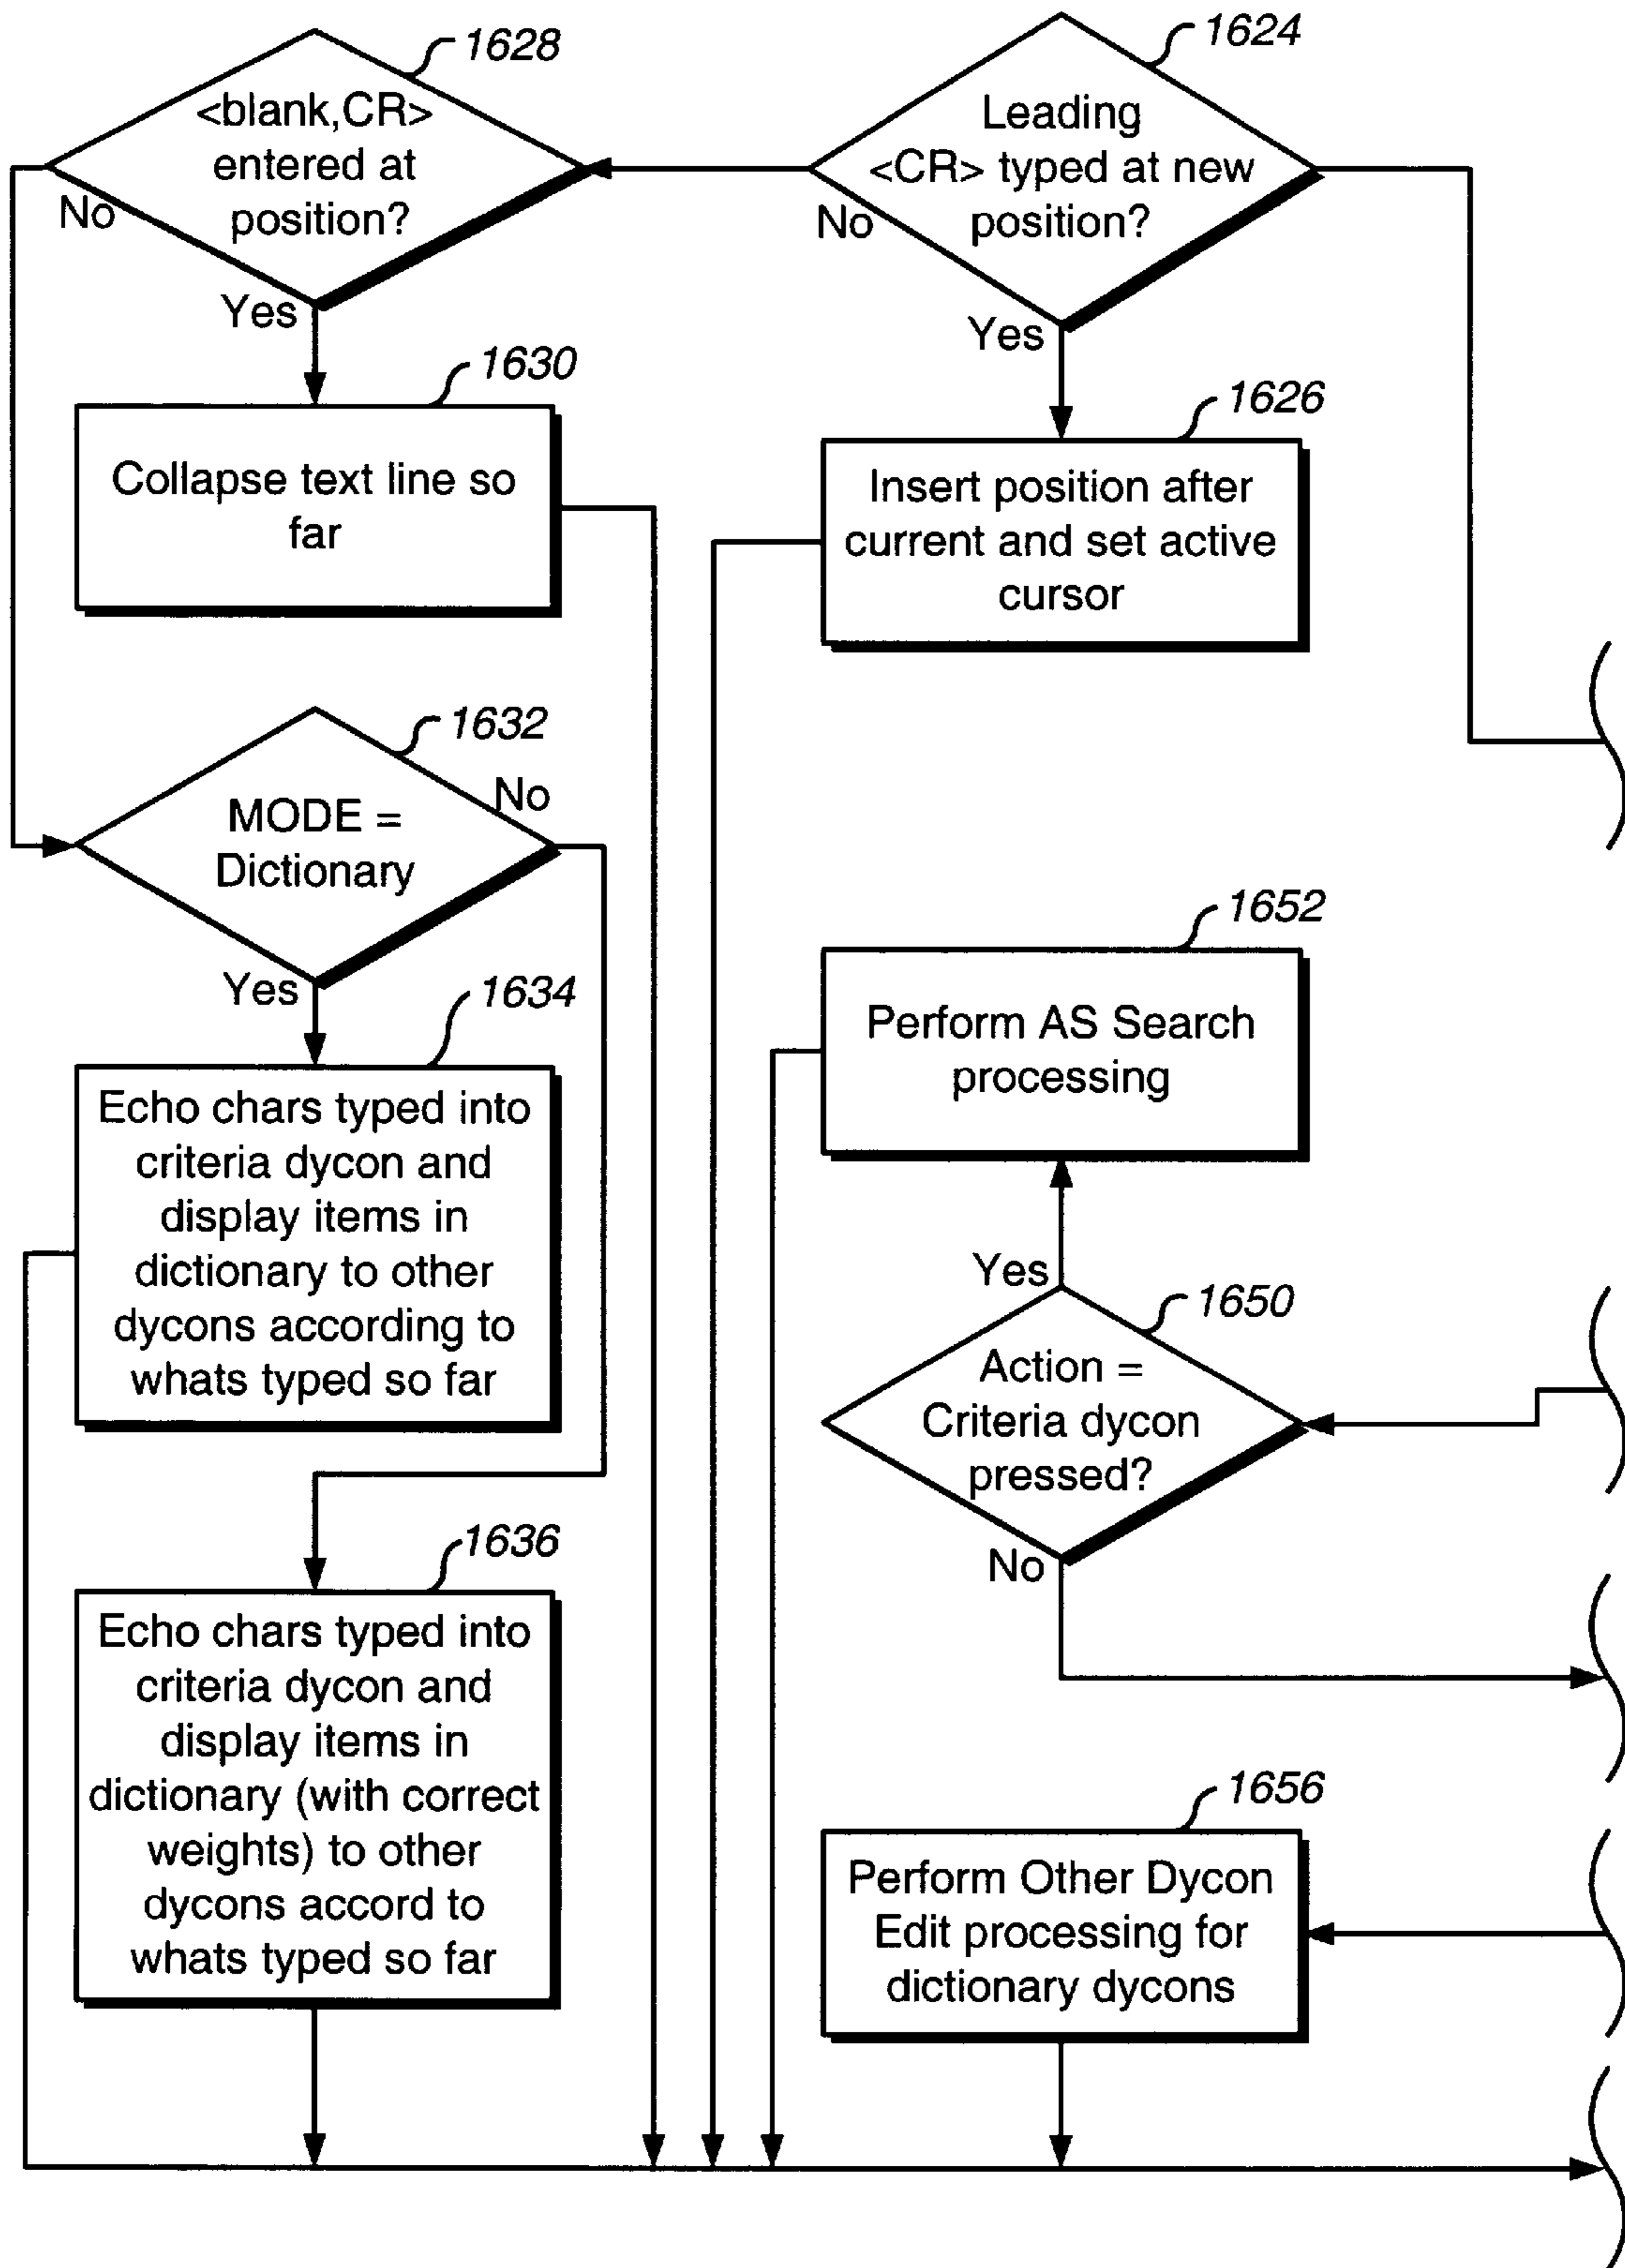 1628
<blank,CR>
entered at
position?
No
Yes
1624
Leading
<CR> typed at new
position?
No
Yes
1630
Collapse text line so
far
1626
Insert position after
current and set active
cursor
1632
MODE =
Dictionary
No
Yes
1634
Echo chars typed into
criteria dycon and
display items in
dictionary to other
dycons according to
whats typed so far
1652
Perform AS Search
processing
Yes
1650
Action =
Criteria dycon
pressed?
No
1636
Echo chars typed into
criteria dycon and
display items in
dictionary (with correct
weights) to other
dycons accord to
whats typed so far
1656
Perform Other Dycon
Edit processing for
dictionary dycons